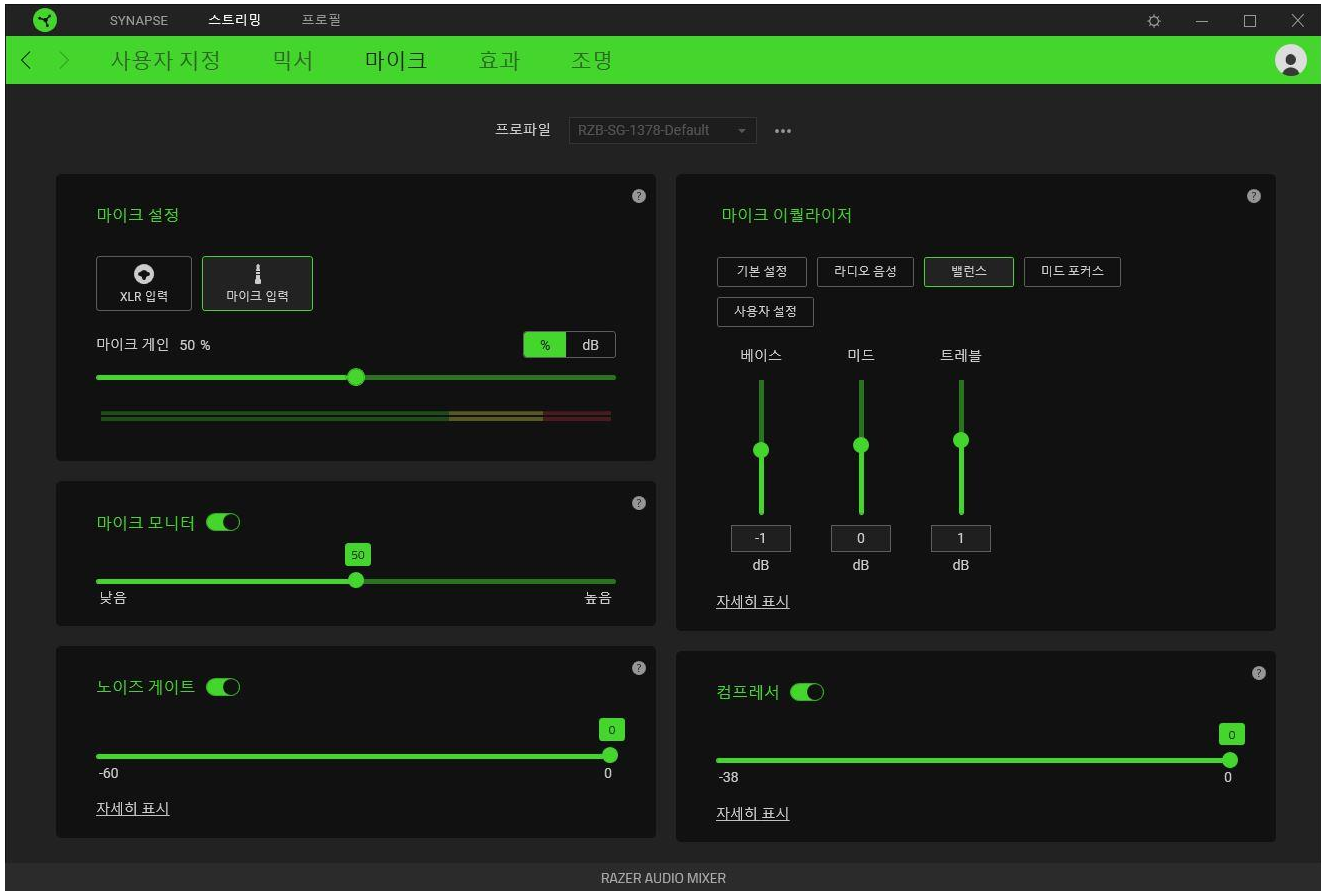 SYNAPSE 스트리밍 프로필
사용자 지정 믹서 마이크 효과 조명
프로파일 RZB-SG-1378-Default
마이크 설정
?
XLR 입력
마이크 입력
마이크 게인 50 %
% dB
마이크 모니터
?
50
낮음 높음
노이즈 게이트
?
0
-60 0
자세히 표시
마이크 이퀄라이저
?
기본 설정 라디오 음성 밸런스 미드 포커스
사용자 설정
베이스 미드 트레블
-1 0 1
dB dB dB
자세히 표시
컴프레서
?
0
-38 0
자세히 표시
RAZER AUDIO MIXER